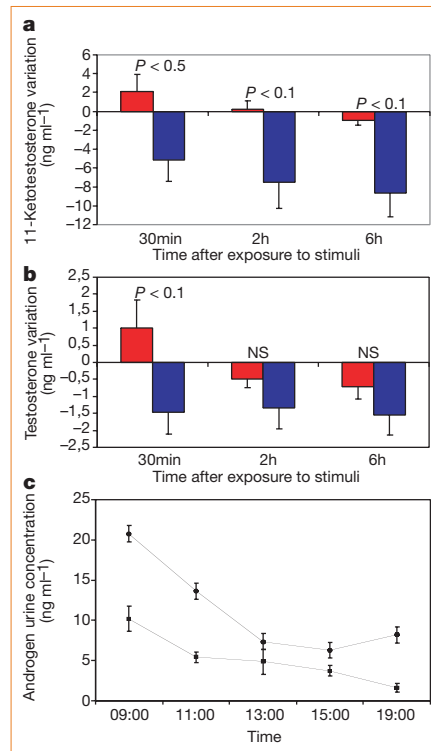 a
11-Ketotestosterone variation
(ng ml−1)
6
4
2
0
−2
−4
−6
−8
−10
−12
P < 0.5
P < 0.1
P < 0.1
30min
2h
6h
Time after exposure to stimuli
b
Testosterone variation
(ng ml−1)
2,5
2
1,5
1
0,5
0
−0,5
−1
−1,5
−2
−2,5
P < 0.1
NS
NS
30min
2h
6h
Time after exposure to stimuli
c
Androgen urine concentration
(ng ml−1)
25
20
15
10
5
0
09:00
11:00
13:00
15:00
19:00
Time